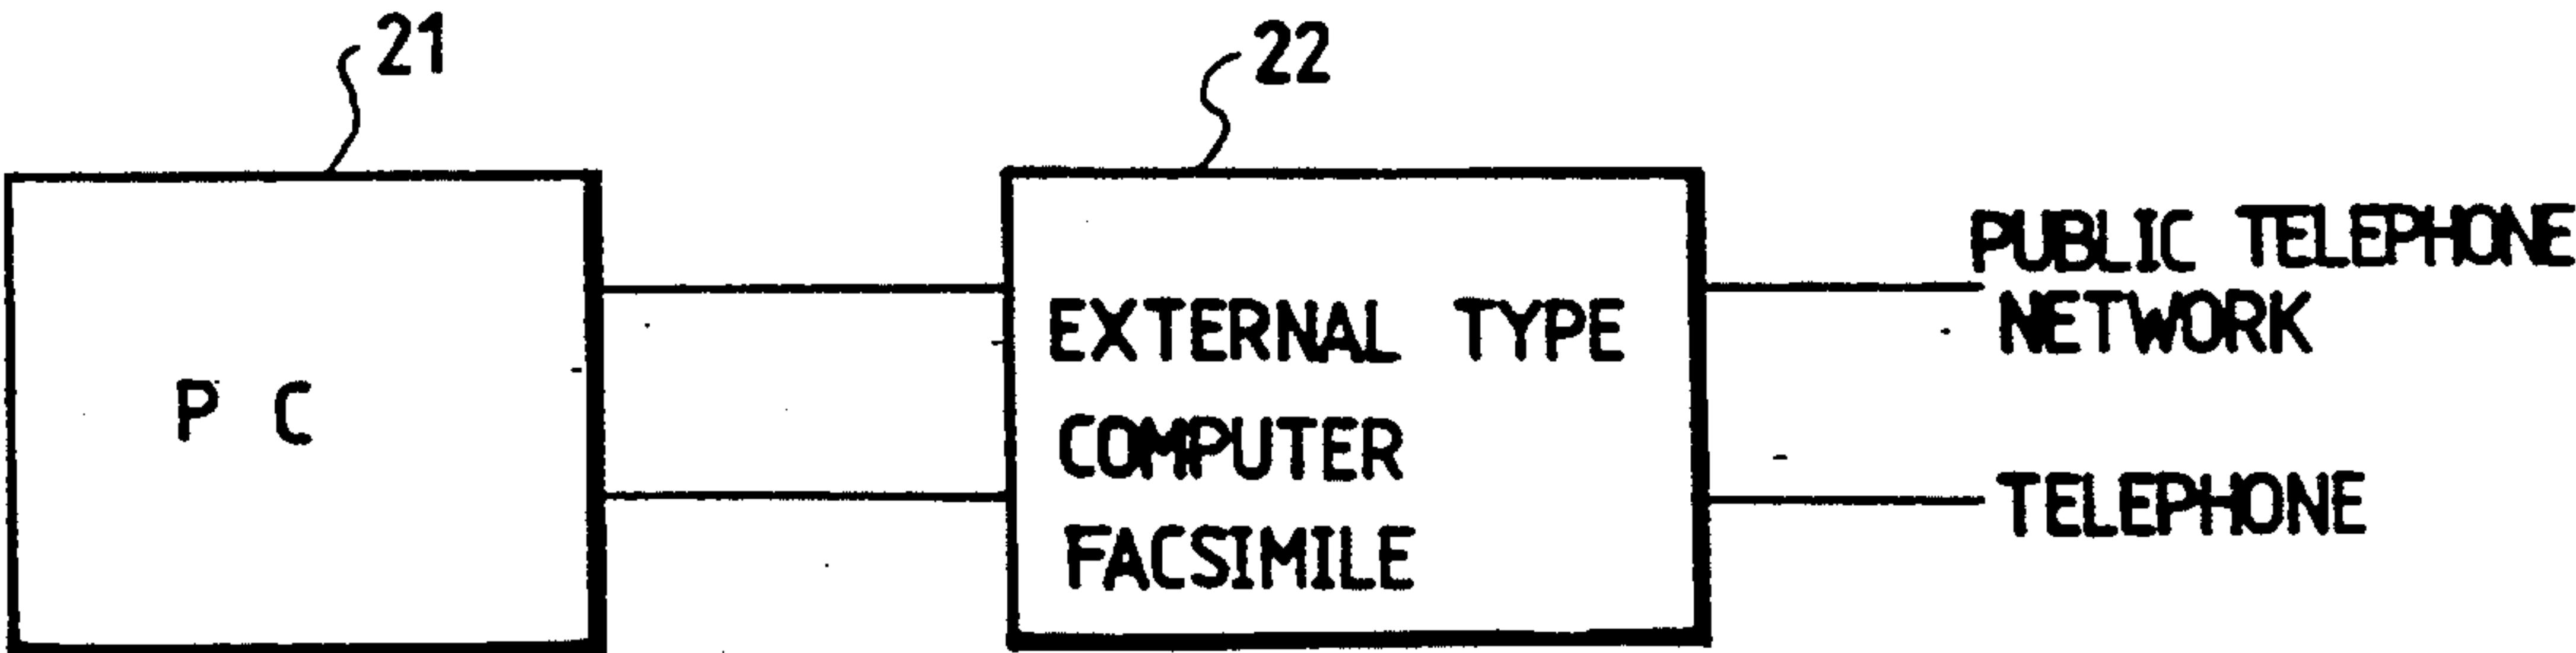 21
22
P C
EXTERNAL TYPE
COMPUTER
FACSIMILE
PUBLIC TELEPHONE
NETWORK
TELEPHONE